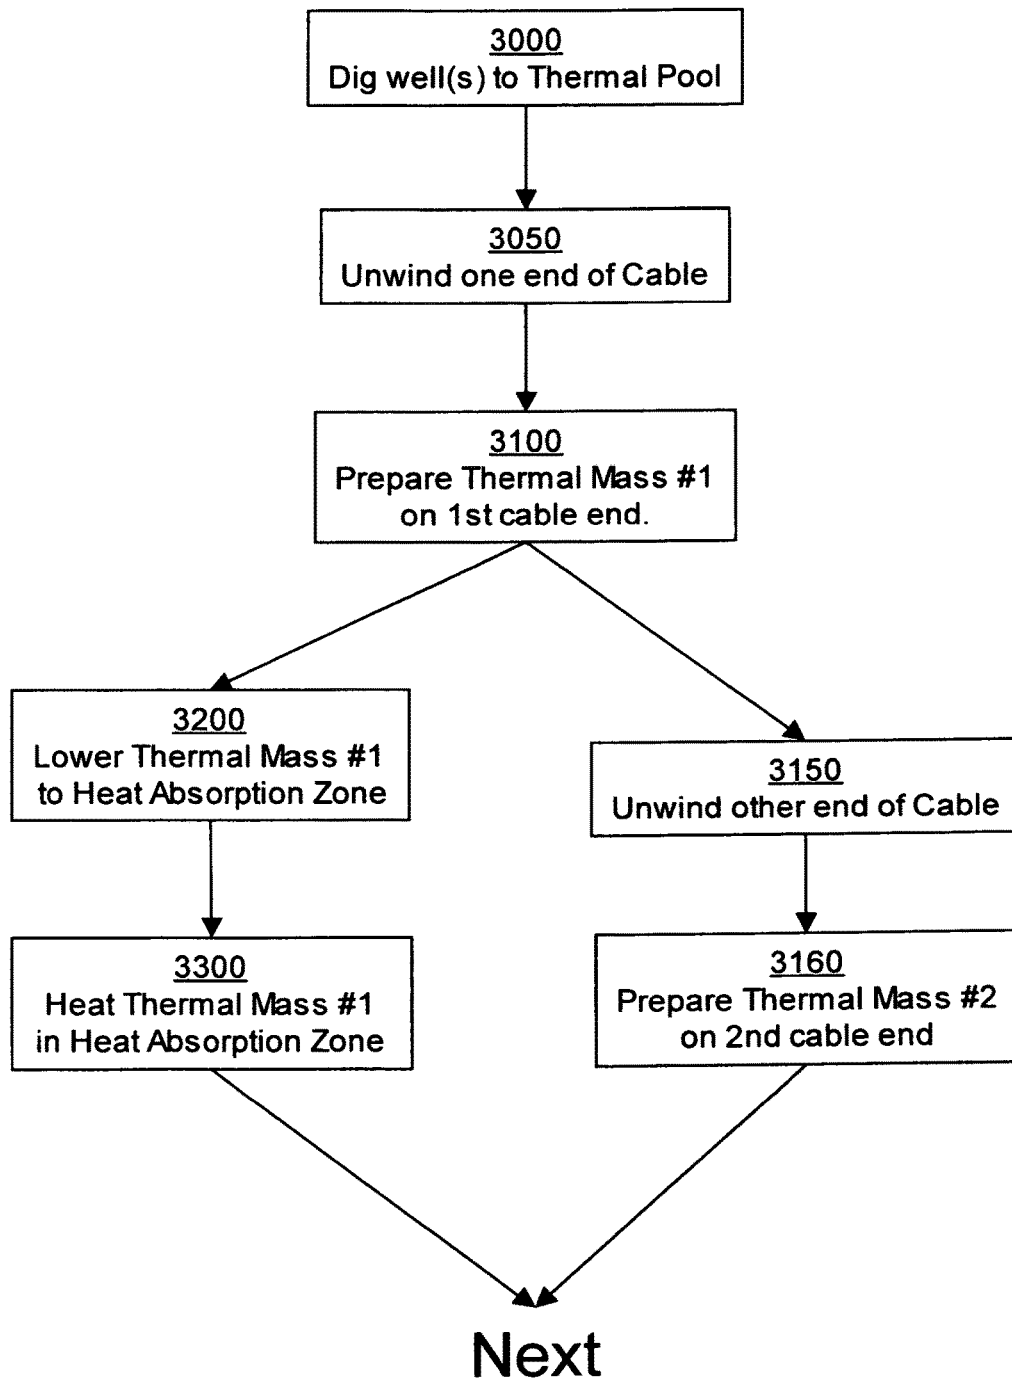 3000
Dig well(s) to Thermal Pool
3050
Unwind one end of Cable
3100
Prepare Thermal Mass #1
on 1st cable end.
3200
Lower Thermal Mass #1
to Heat Absorption Zone
3150
Unwind other end of Cable
3300
Heat Thermal Mass #1
in Heat Absorption Zone
3160
Prepare Thermal Mass #2
on 2nd cable end
Next